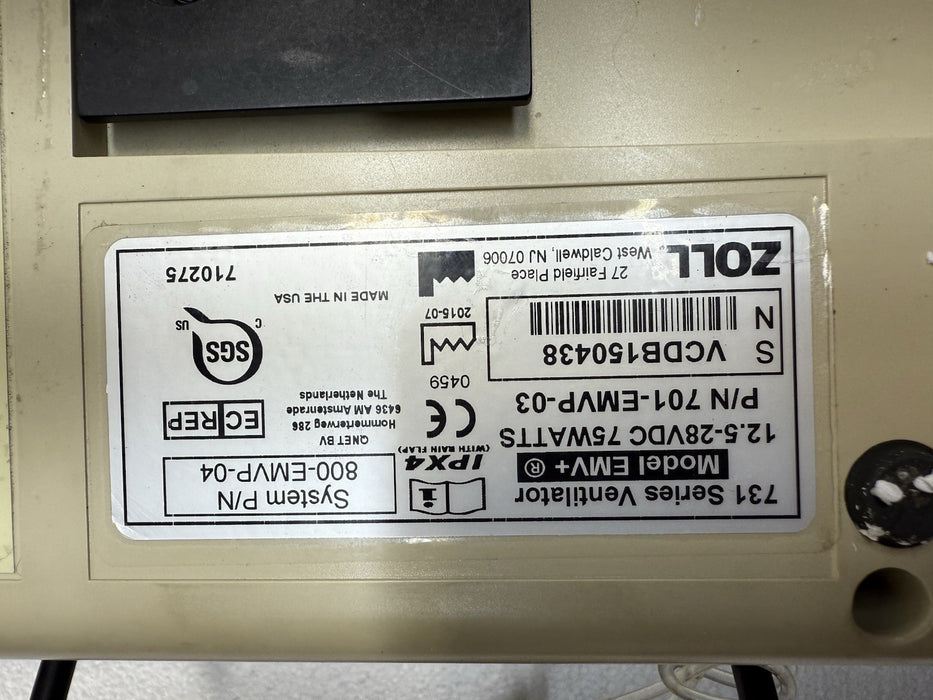 731 Series Ventilator
Model EMV+ ®
12.5-28VDC 75WATTS
P/N 701-EMVP-03
S
N
VCDB150438
ZOLL
27 Fairfield Place
West Caldwell, NJ 07006
i
IPX4
(WITH RAIN FLAP)
CE
0459
2015-07
System P/N
800-EMVP-04
QNET BV
Hommerterweg 286
6436 AM Amstenrade
The Netherlands
EC REP
SGS
C
US
MADE IN THE USA
710275